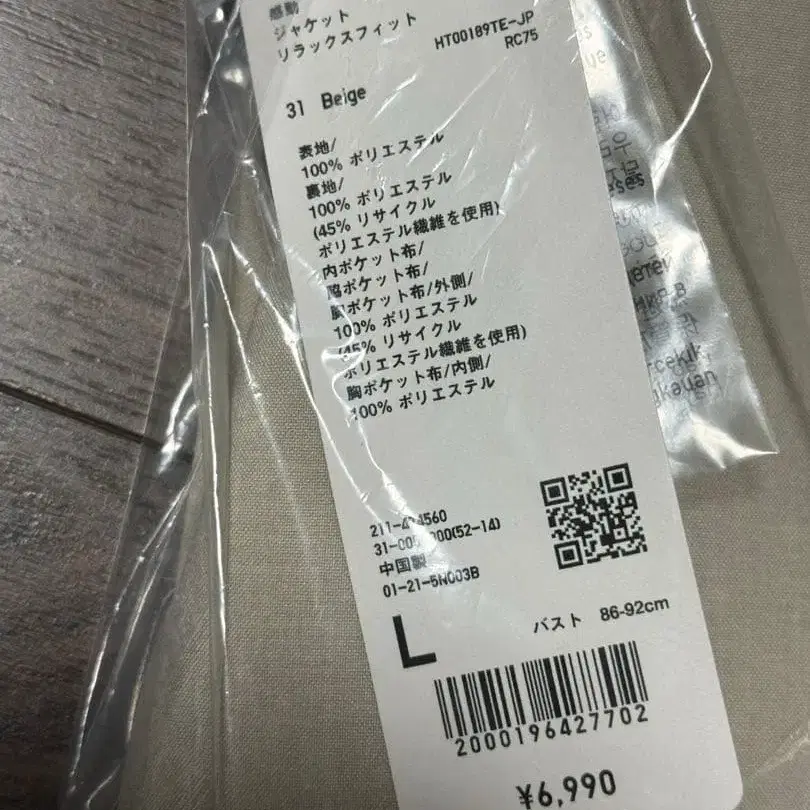 感動
ジャケット
リラックスフィット
HT00189TE-JP
RC75
31 Beige
表地/
100% ポリエステル
裏地/
100% ポリエステル
(45% リサイクル
ポリエステル繊維を使用)
内ポケット布/
脇ポケット布/
胸ポケット布/外側/
100% ポリエステル
(45% リサイクル
ポリエステル繊維を使用)
胸ポケット布/内側/
100% ポリエステル
中国製
01-21-5N003B
L
バスト 86-92cm
2000196427702
¥6,990